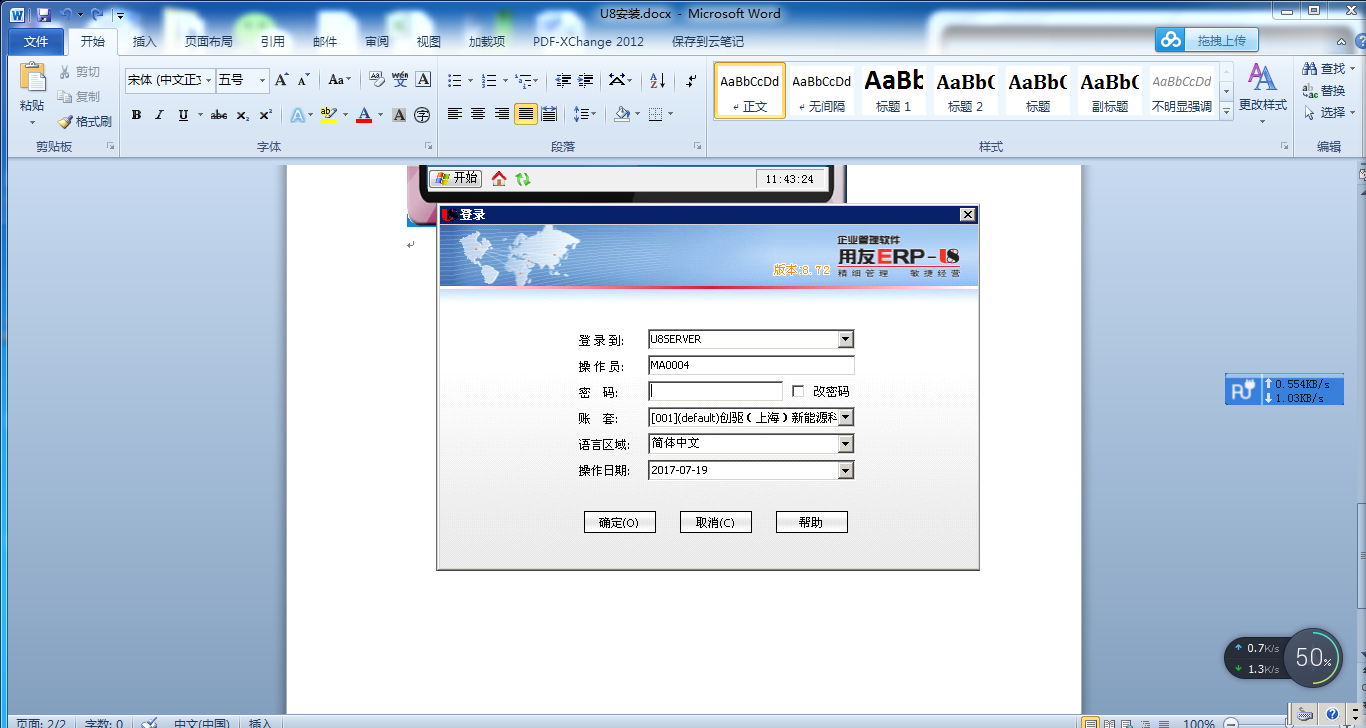 U8安装.docx - Microsoft Word
文件 开始 插入 页面布局 引用 邮件 审阅 视图 加载项 PDF-XChange 2012 保存到云笔记
拖拽上传
粘贴 剪切 复制 格式刷
剪贴板
宋体 (中文正文 五号
字体
段落
AaBbCcDd AaBbCcDd AaBb AaBbC AaBbC AaBbC AaBbCcDd
正文 无间隔 标题 1 标题 2 标题 副标题 不明显强调
更改样式
样式
查找
替换
选择
编辑
开始 11:43:24
登录
企业管理软件
用友ERP-U8
版本:8.72
精细管理 敏捷经营
登录到: U8SERVER
操作员: MA0004
密 码: 改密码
账 套: [001](default)创驱(上海)新能源科
语言区域: 简体中文
操作日期: 2017-07-19
确定(O) 取消(C) 帮助
0.554KB/s
1.03KB/s
0.7K/s
1.3K/s
50%
页面: 2/2 字数: 0 中文(中国) 插入 100%